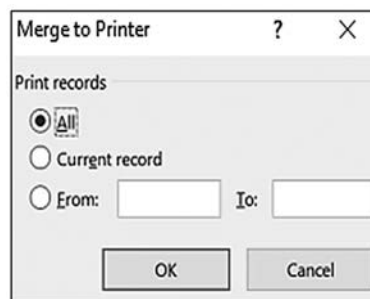 Merge to Printer ? X
Print records
All
Current record
From: To:
OK Cancel